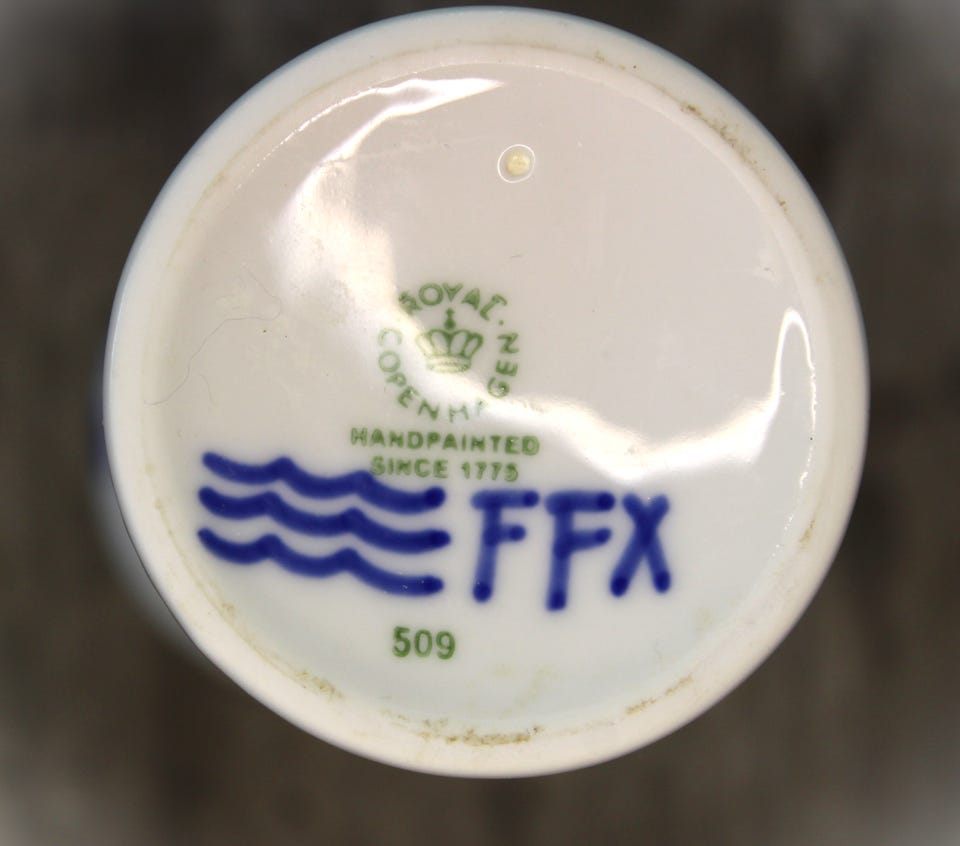 ROYAL
COPENHAGEN
HANDPAINTED
SINCE 1775
FFX
509